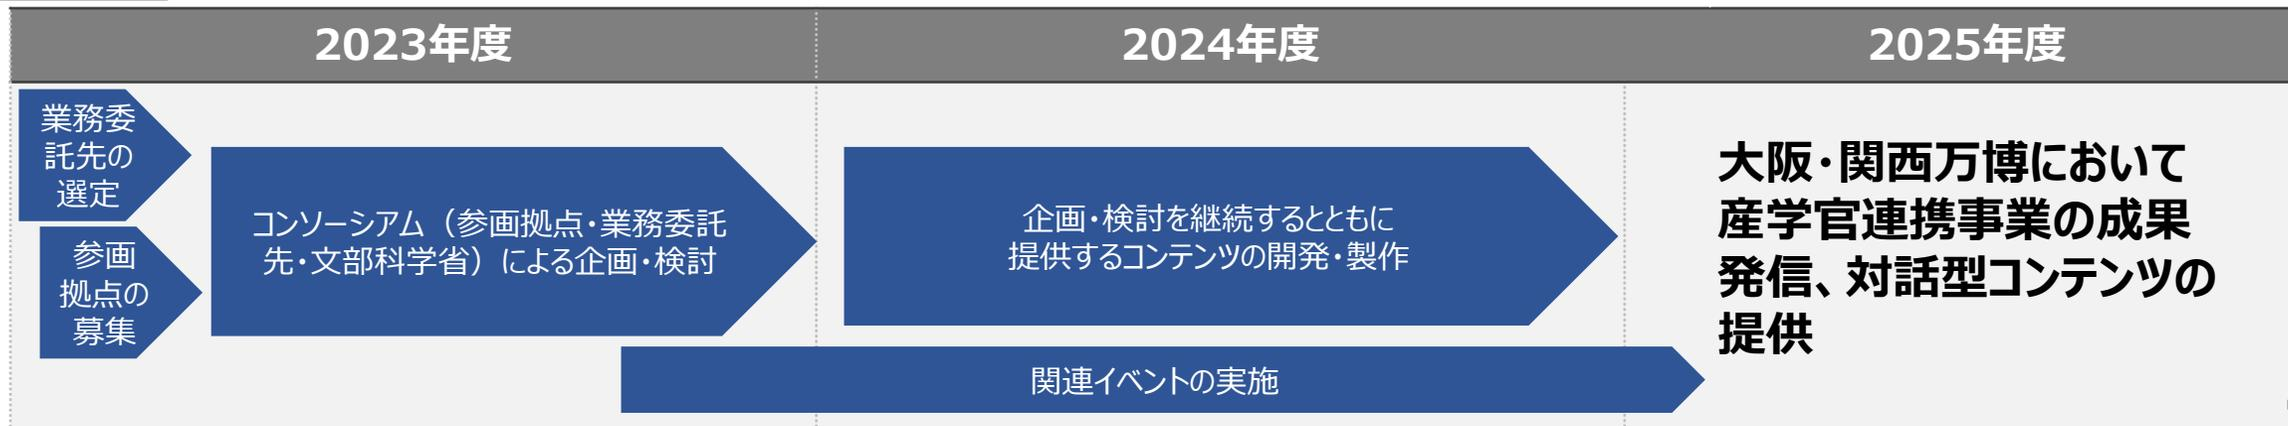 2023年度
2024年度
2025年度
業務委
託先の
選定
参画
拠点の
募集
コンソーシアム（参画拠点・業務委託
先・文部科学省）による企画・検討
企画・検討を継続するとともに
提供するコンテンツの開発・製作
関連イベントの実施
大阪・関西万博において
産学官連携事業の成果
発信、対話型コンテンツの
提供